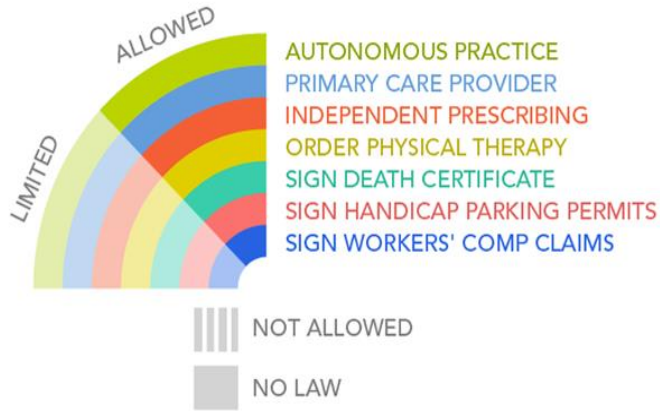 ALLOWED
LIMITED
AUTONOMOUS PRACTICE
PRIMARY CARE PROVIDER
INDEPENDENT PRESCRIBING
ORDER PHYSICAL THERAPY
SIGN DEATH CERTIFICATE
SIGN HANDICAP PARKING PERMITS
SIGN WORKERS' COMP CLAIMS
NOT ALLOWED
NO LAW